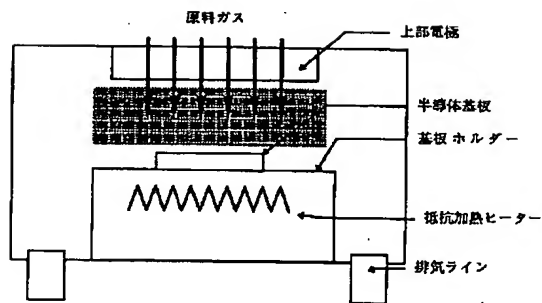 原料ガス
上部電極
半導体基板
基板ホルダー
抵抗加熱ヒーター
排気ライン